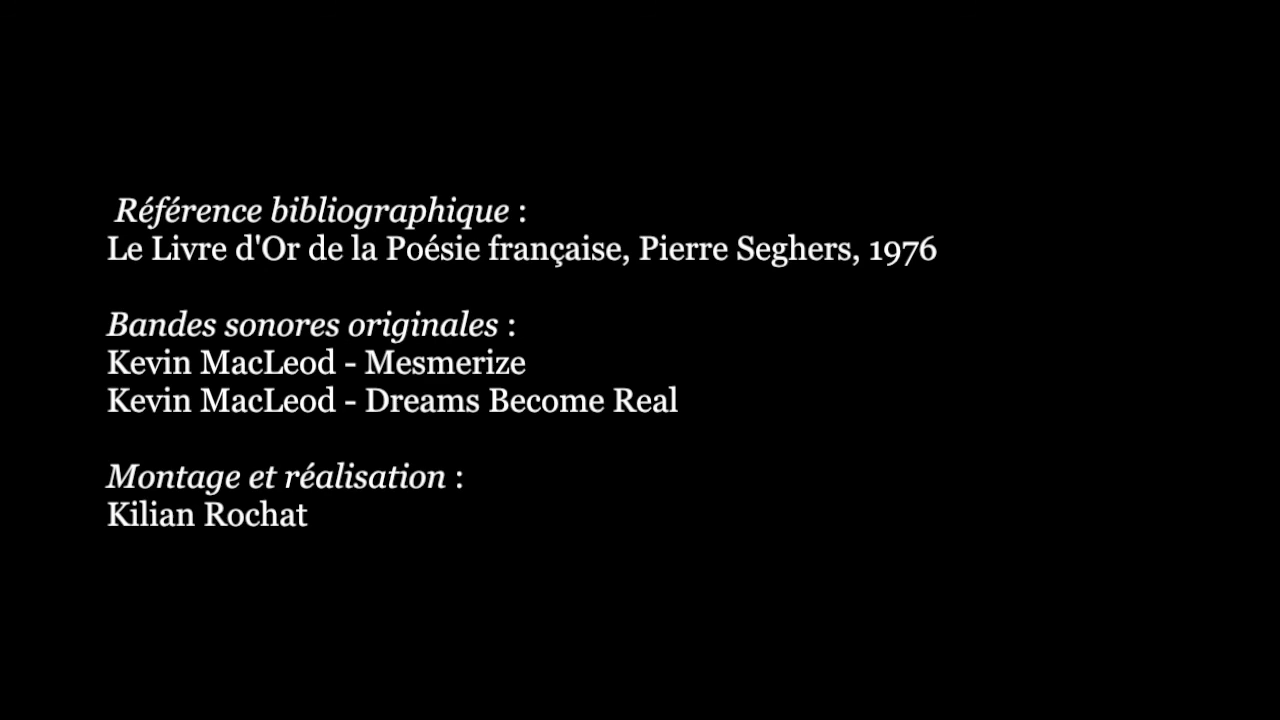 Référence bibliographique :
Le Livre d'Or de la Poésie française, Pierre Seghers, 1976
Bandes sonores originales :
Kevin MacLeod - Mesmerize
Kevin MacLeod - Dreams Become Real
Montage et réalisation :
Kilian Rochat